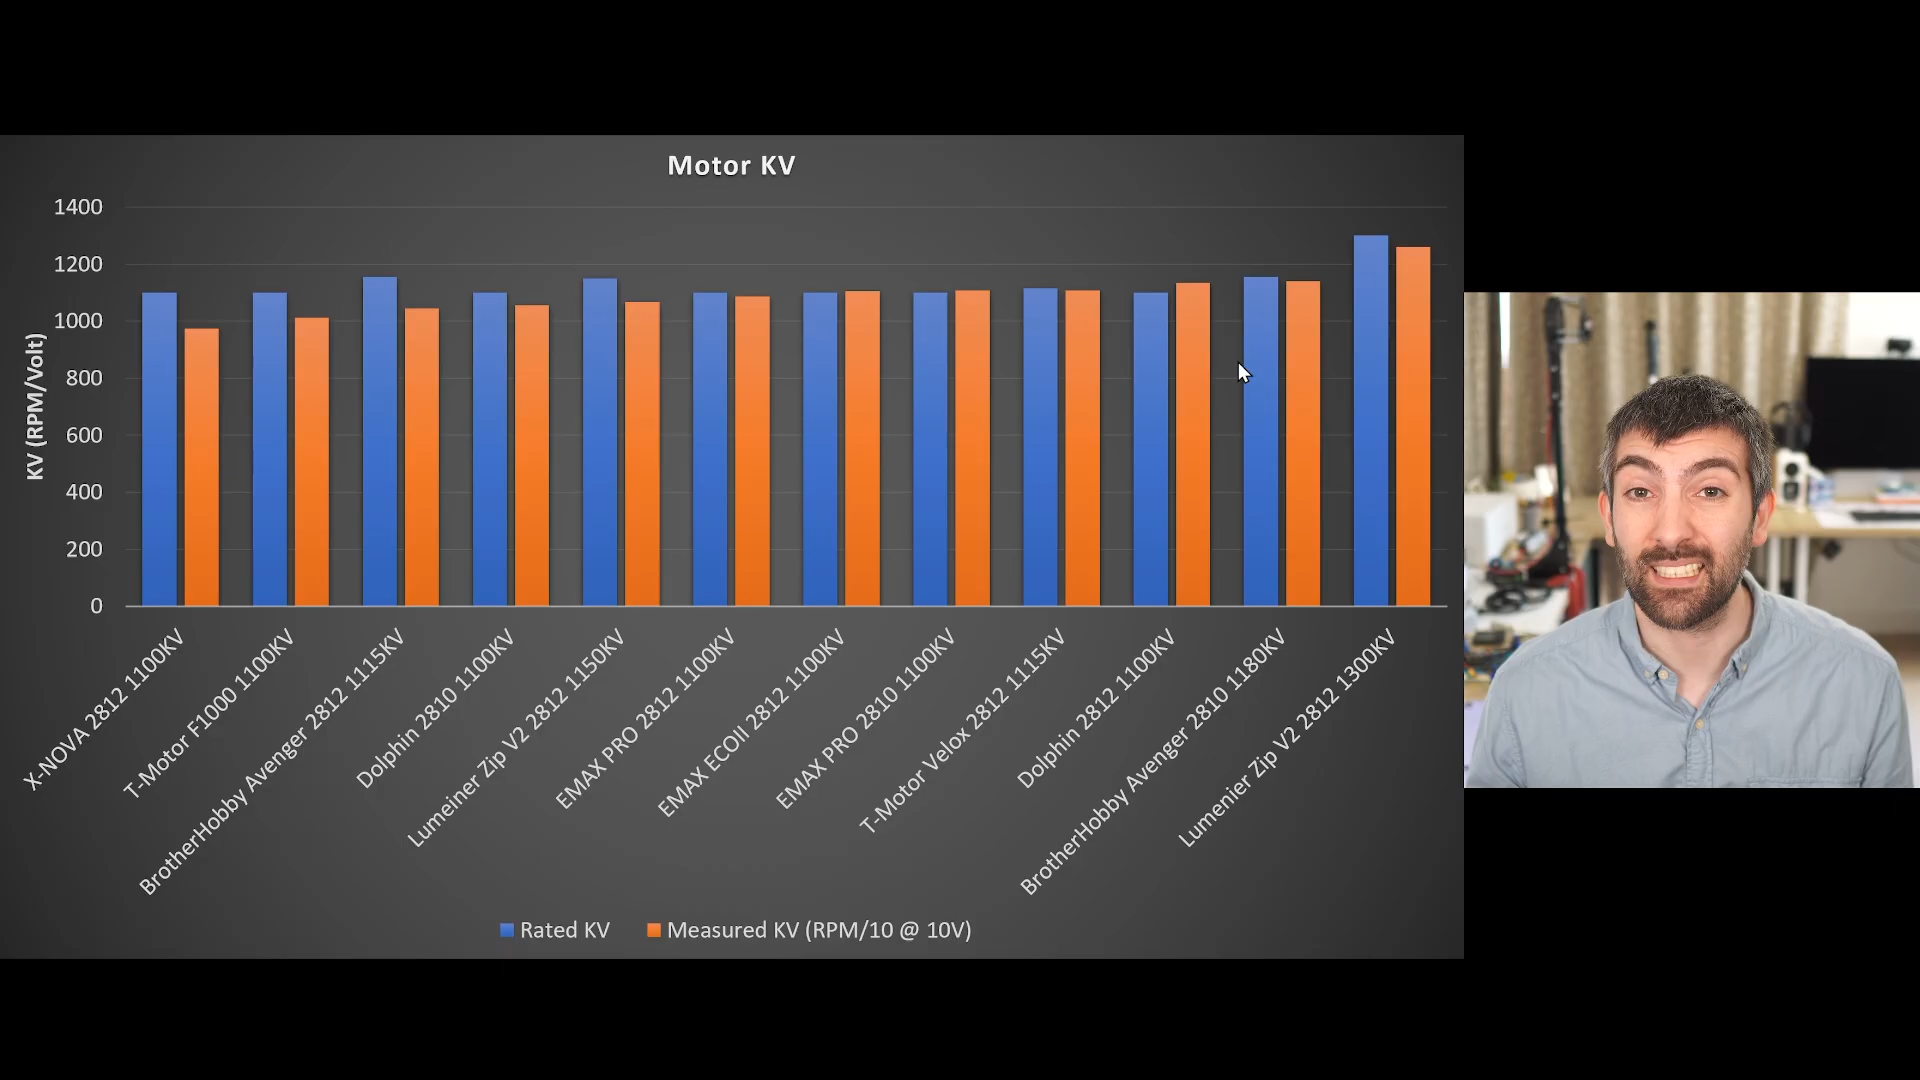 Motor KV
KV (RPM/Volt)
1400
1200
1000
800
600
400
200
0
X-NOVA 2812 1100KV
T-Motor F1000 1100KV
BrotherHobby Avenger 2812 1115KV
Dolphin 2810 1100KV
Lumeiner Zip V2 2812 1150KV
EMAX PRO 2812 1100KV
EMAX ECOII 2812 1100KV
EMAX PRO 2810 1100KV
T-Motor Velox 2812 1115KV
Dolphin 2812 1100KV
BrotherHobby Avenger 2810 1180KV
Lumenier Zip V2 2812 1300KV
Rated KV
Measured KV (RPM/10 @ 10V)